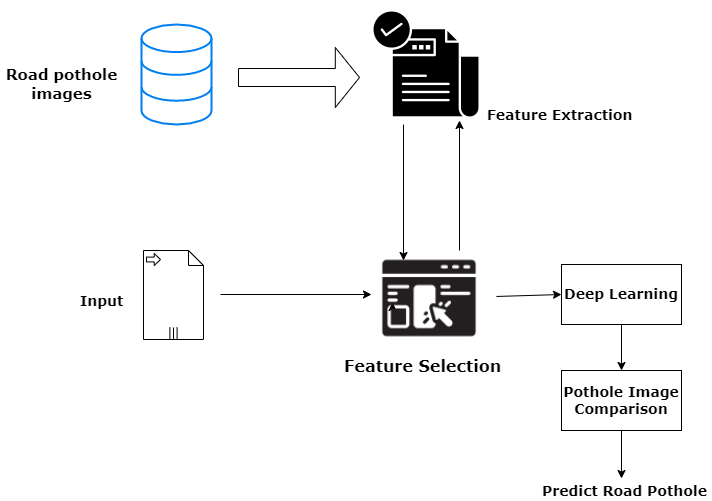 Road pothole
images
Feature Extraction
Input
Feature Selection
Deep Learning
Pothole Image
Comparison
Predict Road Pothole